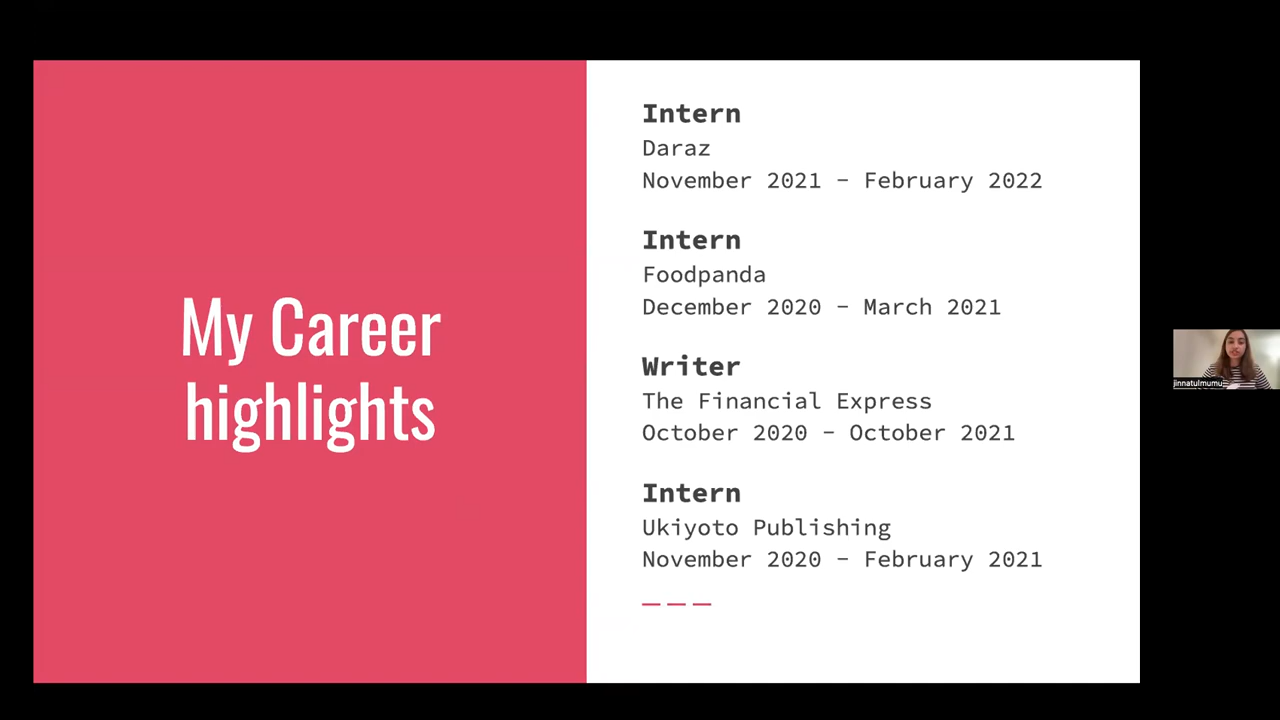 My Career
highlights
Intern
Daraz
November 2021 – February 2022
Intern
Foodpanda
December 2020 – March 2021
Writer
The Financial Express
October 2020 – October 2021
Intern
Ukiyoto Publishing
November 2020 – February 2021
jinnatulmumu